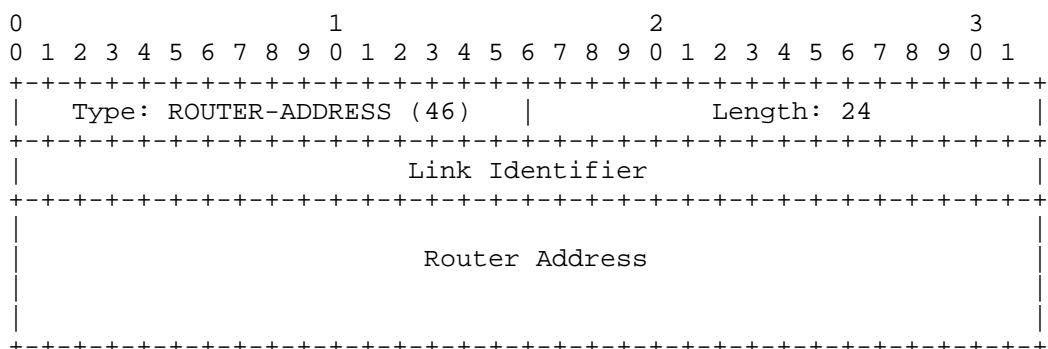 0                   1                   2                   3
0 1 2 3 4 5 6 7 8 9 0 1 2 3 4 5 6 7 8 9 0 1 2 3 4 5 6 7 8 9 0 1
+-+-+-+-+-+-+-+-+-+-+-+-+-+-+-+-+-+-+-+-+-+-+-+-+-+-+-+-+-+-+-+-+
|   Type: ROUTER-ADDRESS (46)   |           Length: 24          |
+-+-+-+-+-+-+-+-+-+-+-+-+-+-+-+-+-+-+-+-+-+-+-+-+-+-+-+-+-+-+-+-+
|                        Link Identifier                        |
+-+-+-+-+-+-+-+-+-+-+-+-+-+-+-+-+-+-+-+-+-+-+-+-+-+-+-+-+-+-+-+-+
|                                                               |
|                         Router Address                        |
|                                                               |
|                                                               |
+-+-+-+-+-+-+-+-+-+-+-+-+-+-+-+-+-+-+-+-+-+-+-+-+-+-+-+-+-+-+-+-+